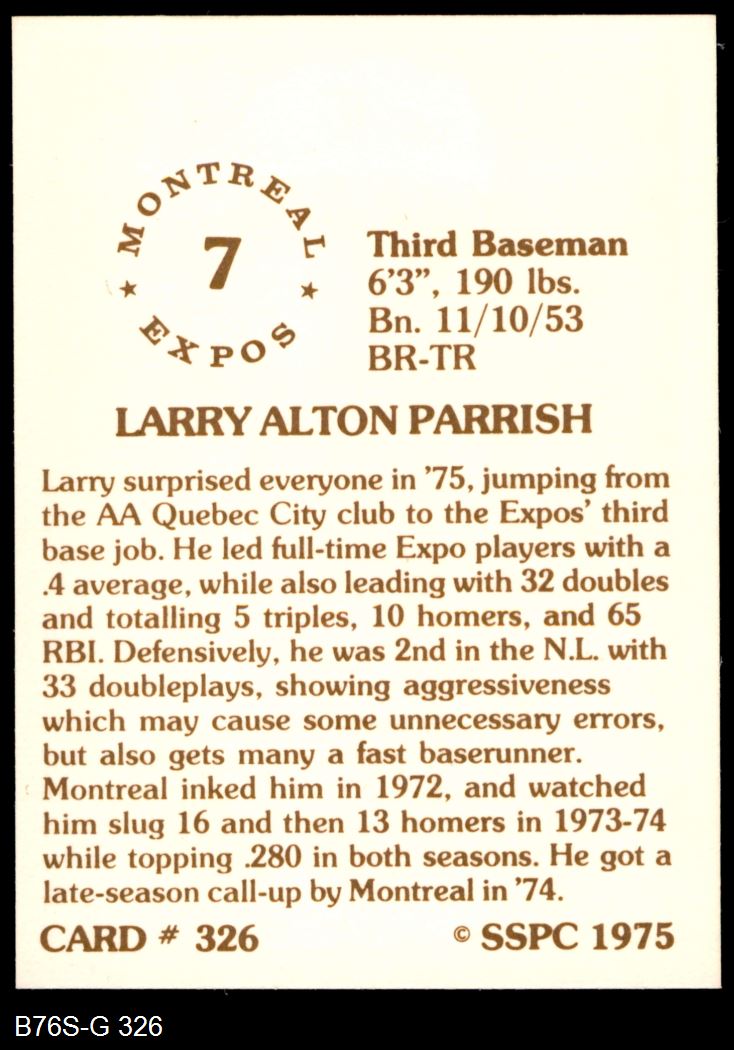 MONTREAL
7
★ ★
EXPOS
Third Baseman
6'3", 190 lbs.
Bn. 11/10/53
BR-TR
LARRY ALTON PARRISH
Larry surprised everyone in '75, jumping from
the AA Quebec City club to the Expos' third
base job. He led full-time Expo players with a
.4 average, while also leading with 32 doubles
and totalling 5 triples, 10 homers, and 65
RBI. Defensively, he was 2nd in the N.L. with
33 doubleplays, showing aggressiveness
which may cause some unnecessary errors,
but also gets many a fast baserunner.
Montreal inked him in 1972, and watched
him slug 16 and then 13 homers in 1973-74
while topping .280 in both seasons. He got a
late-season call-up by Montreal in '74.
CARD # 326
© SSPC 1975
B76S-G 326